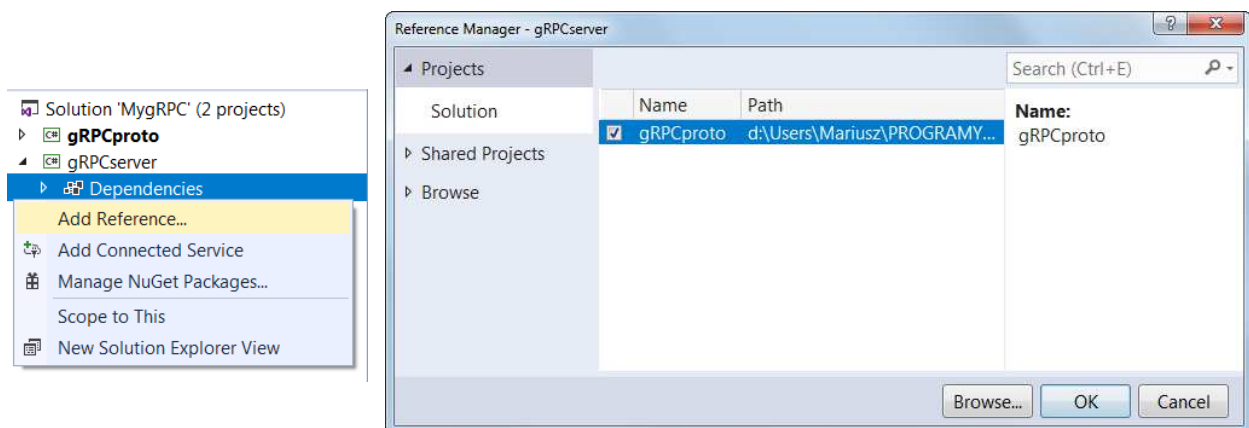 Solution 'MygRPC' (2 projects)
C# gRPCproto
C# gRPCserver
Dependencies
Add Reference...
Add Connected Service
Manage NuGet Packages...
Scope to This
New Solution Explorer View
Reference Manager - gRPCserver
Projects
Solution
Shared Projects
Browse
Name Path
gRPCproto d:\Users\Mariusz\PROGRAMY...
Search (Ctrl+E)
Name:
gRPCproto
Browse... OK Cancel